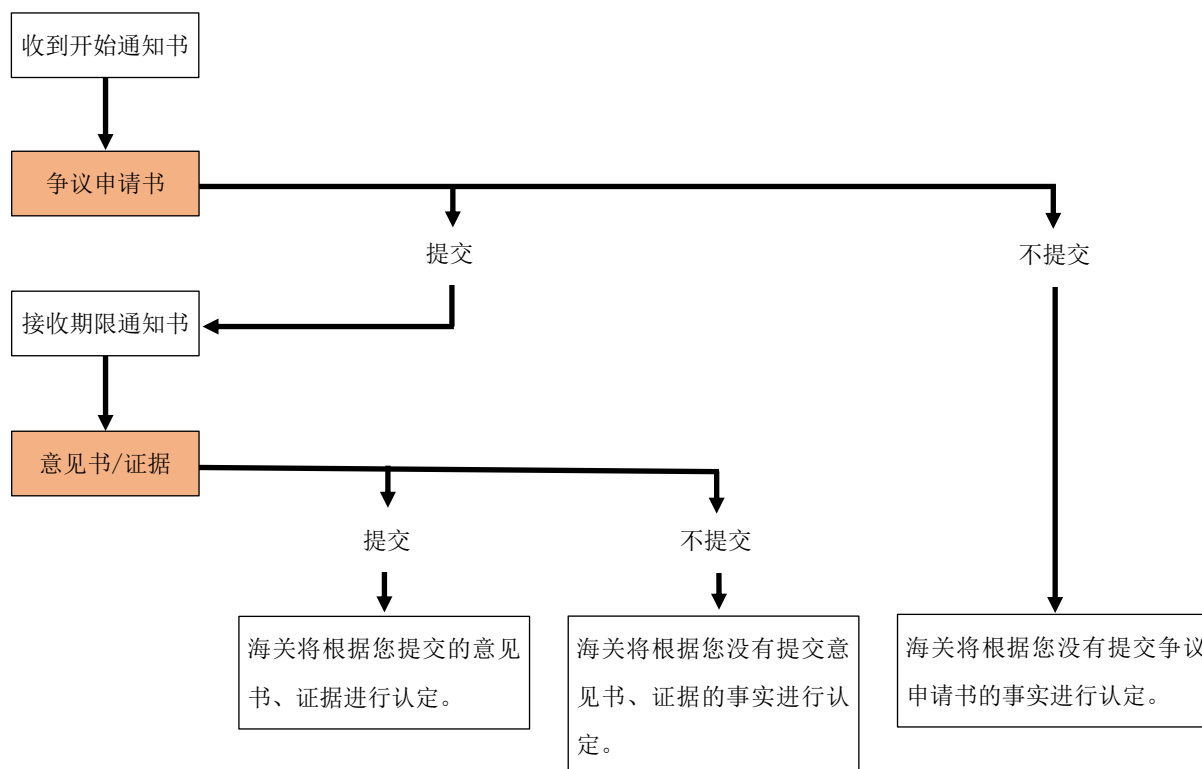 收到开始通知书
争议申请书
提交
不提交
接收期限通知书
意见书/证据
提交
不提交
海关将根据您提交的意见
书、证据进行认定。
海关将根据您没有提交意
见书、证据的事实进行认
定。
海关将根据您没有提交争议
申请书的事实进行认定。